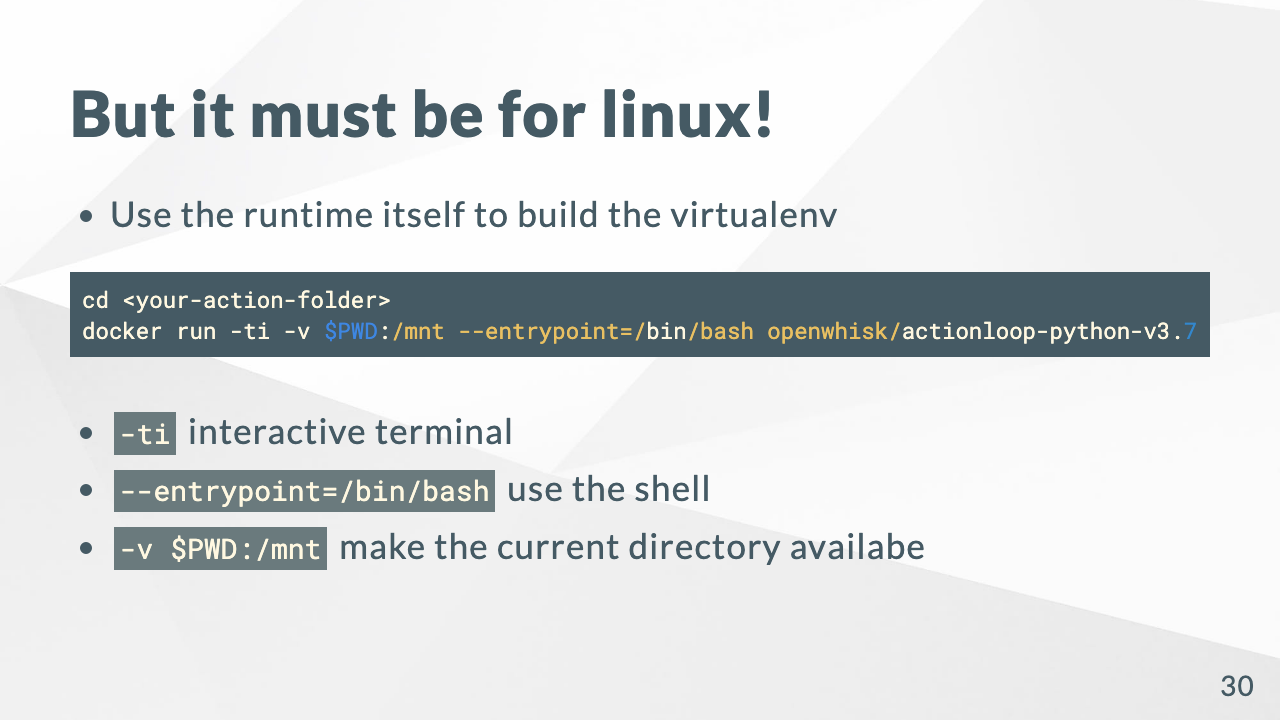 But it must be for linux!
• Use the runtime itself to build the virtualenv
cd <your-action-folder>
docker run -ti -v $PWD:/mnt --entrypoint=/bin/bash openwhisk/actionloop-python-v3.7
• -ti interactive terminal
• --entrypoint=/bin/bash use the shell
• -v $PWD:/mnt make the current directory availabe
30